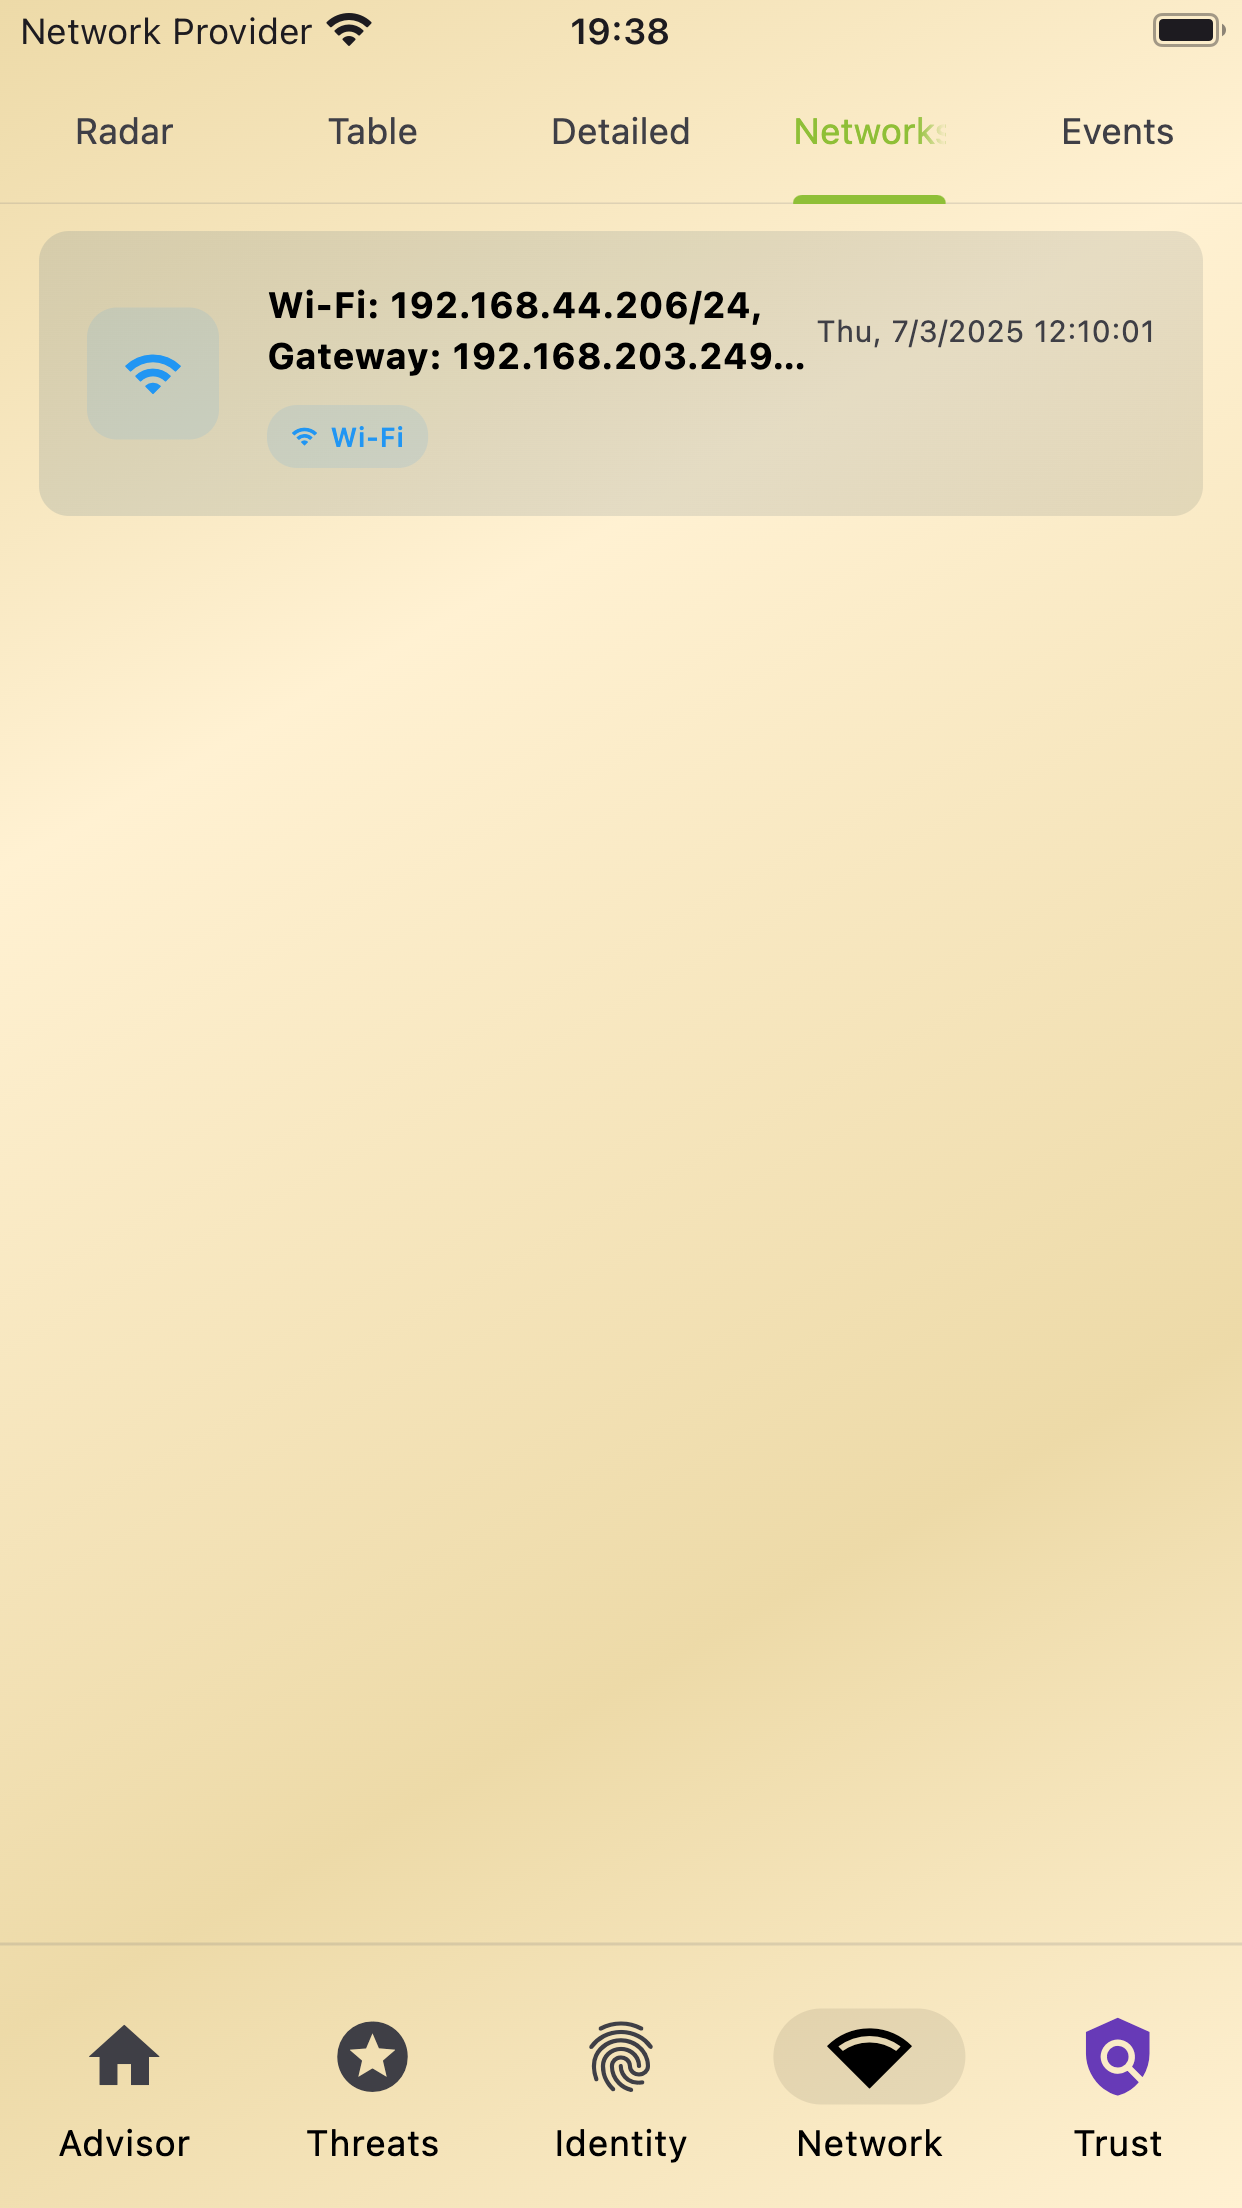 Network Provider 19:38
Radar Table Detailed Networks Events
Wi-Fi: 192.168.44.206/24,
Gateway: 192.168.203.249...
Thu, 7/3/2025 12:10:01
Wi-Fi
Advisor Threats Identity Network Trust